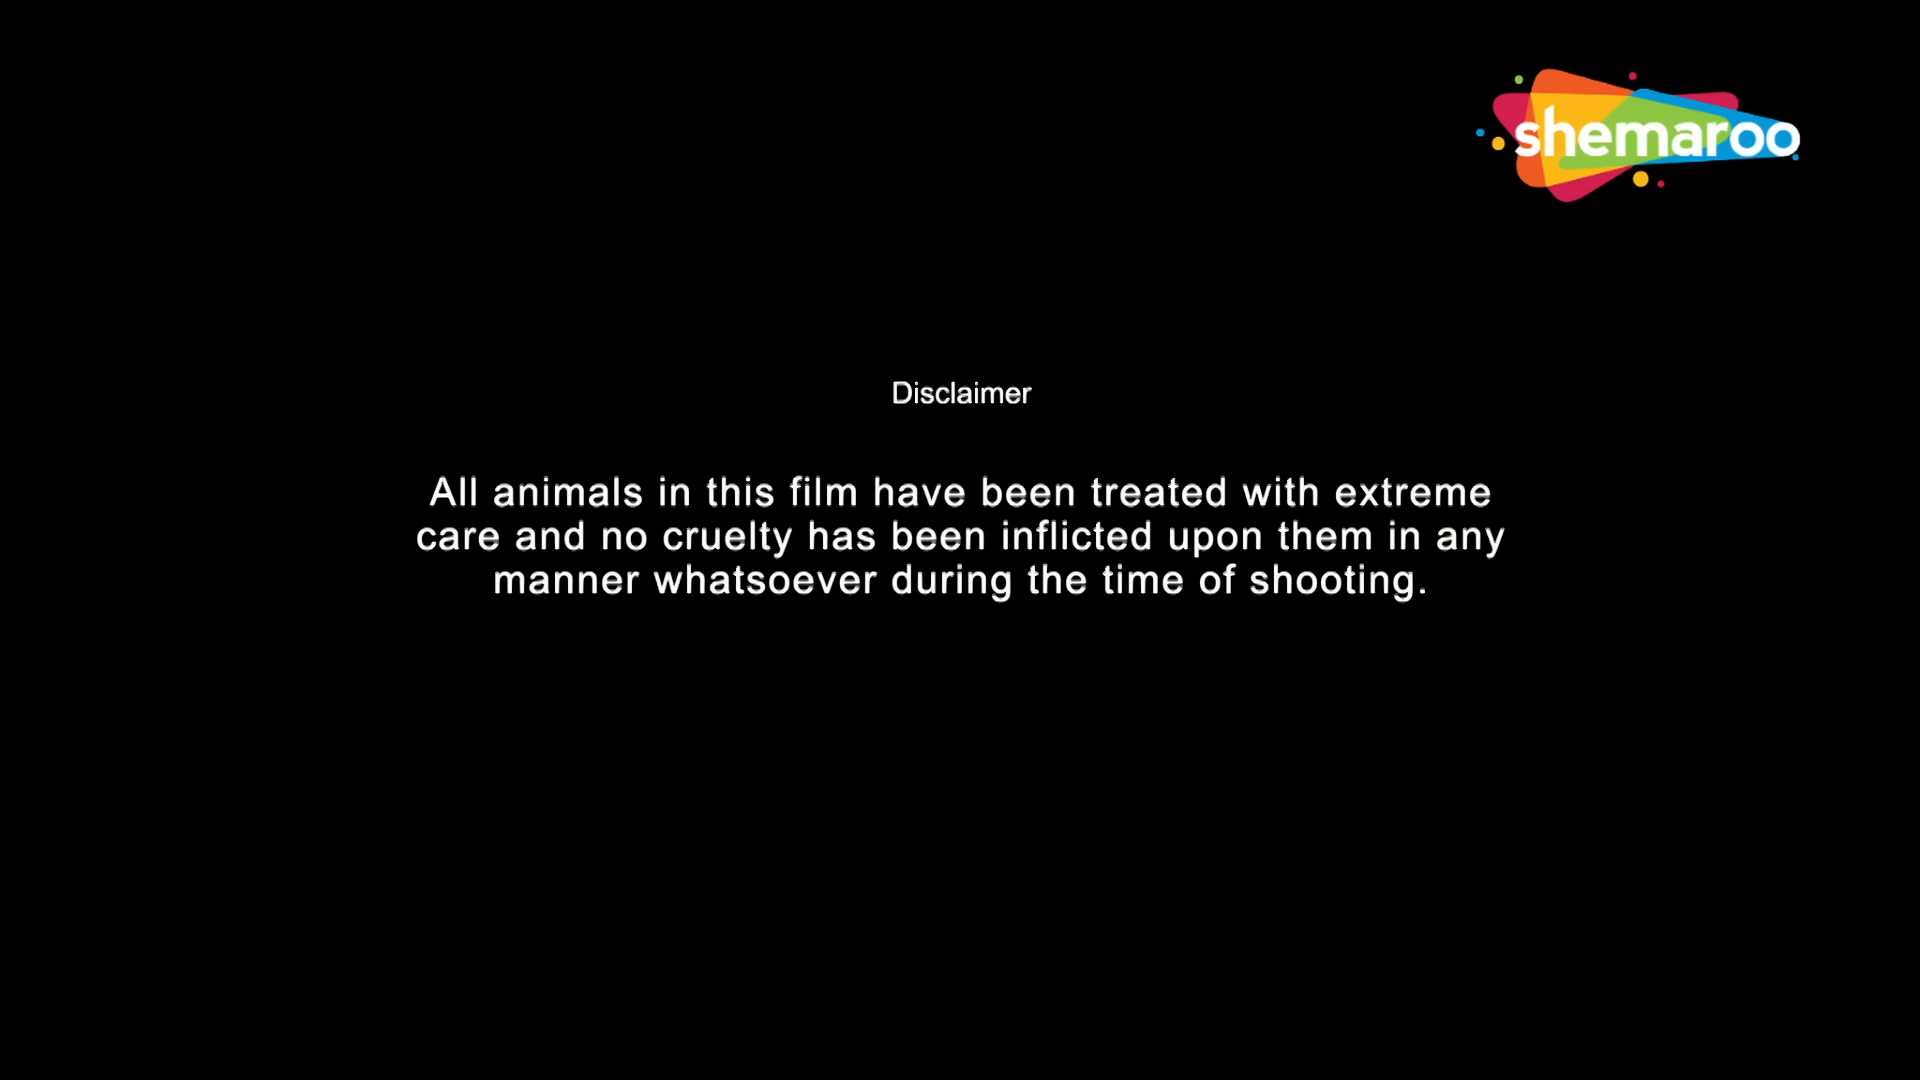 shemaroo
Disclaimer
All animals in this film have been treated with extreme
care and no cruelty has been inflicted upon them in any
manner whatsoever during the time of shooting.